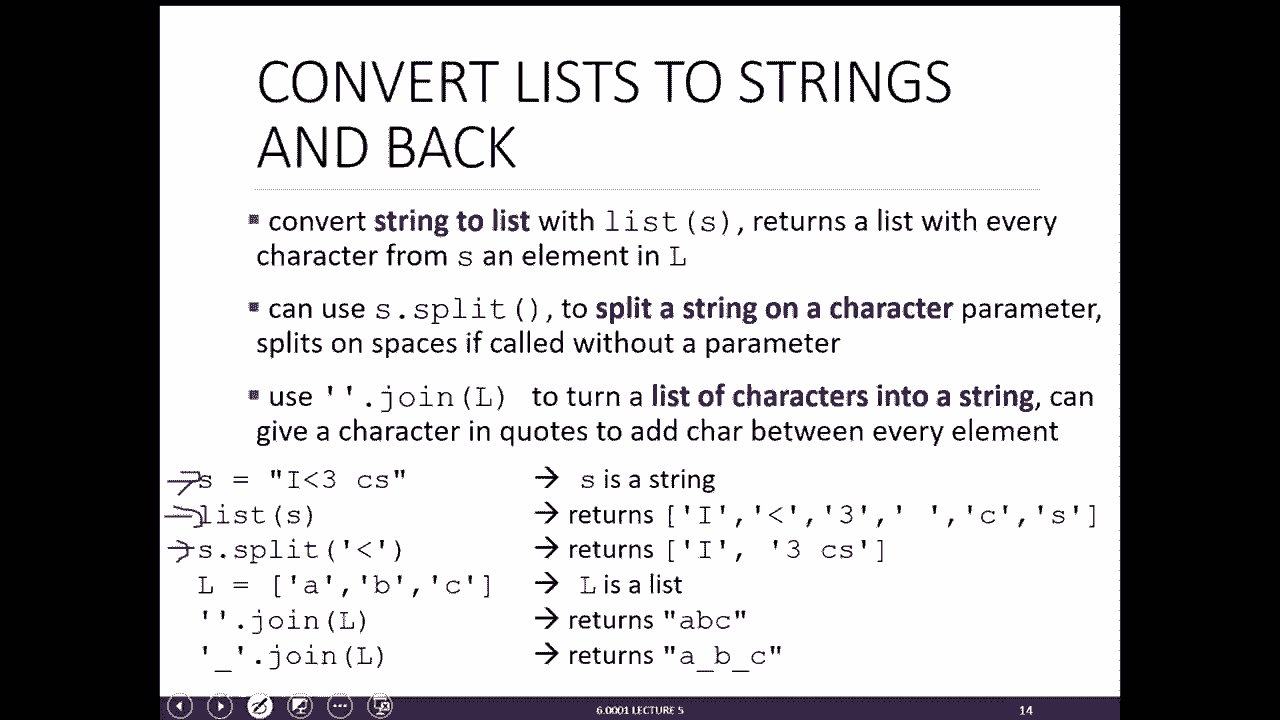 CONVERT LISTS TO STRINGS
AND BACK
▪ convert string to list with list(s), returns a list with every
character from s an element in L
▪ can use s.split(), to split a string on a character parameter,
splits on spaces if called without a parameter
▪ use ''.join(L) to turn a list of characters into a string, can
give a character in quotes to add char between every element
s = "I<3 cs" → s is a string
list(s) → returns ['I','<','3',' ','c','s']
s.split('<') → returns ['I', '3 cs']
L = ['a','b','c'] → L is a list
''.join(L) → returns "abc"
'_'.join(L) → returns "a_b_c"
6.0001 LECTURE 5 14